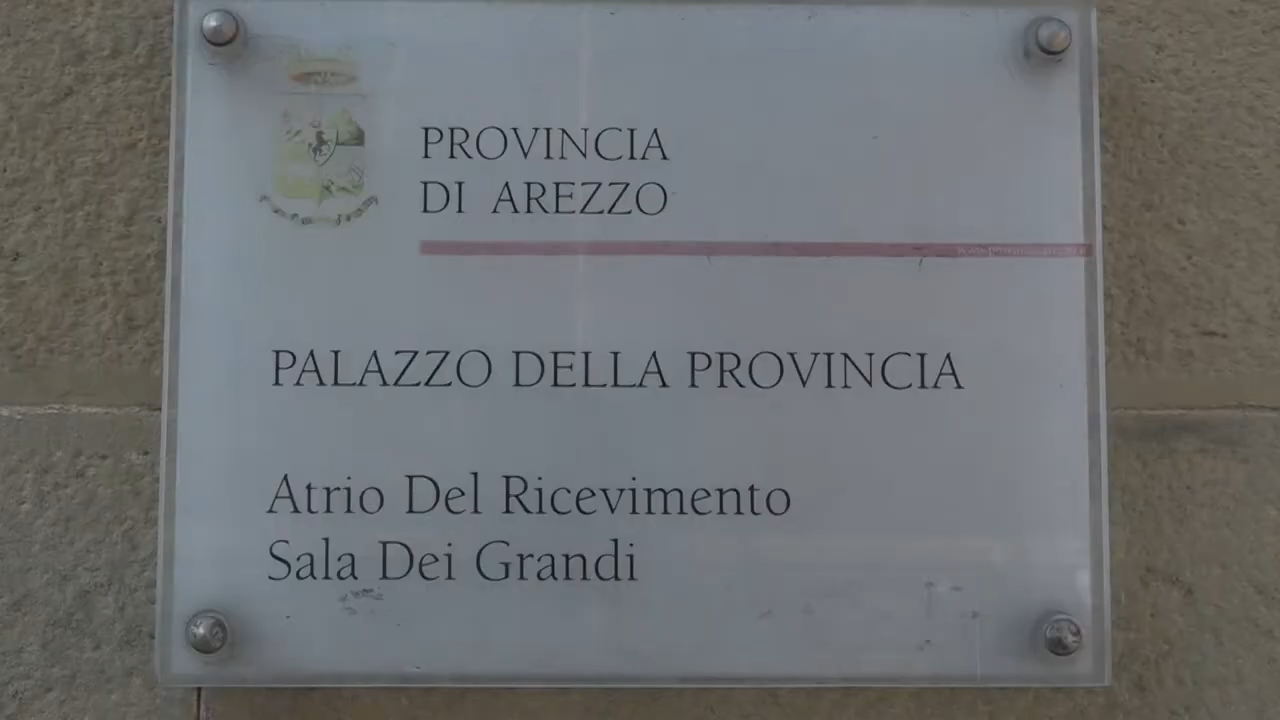 PROVINCIA
DI AREZZO
PALAZZO DELLA PROVINCIA
Atrio Del Ricevimento
Sala Dei Grandi